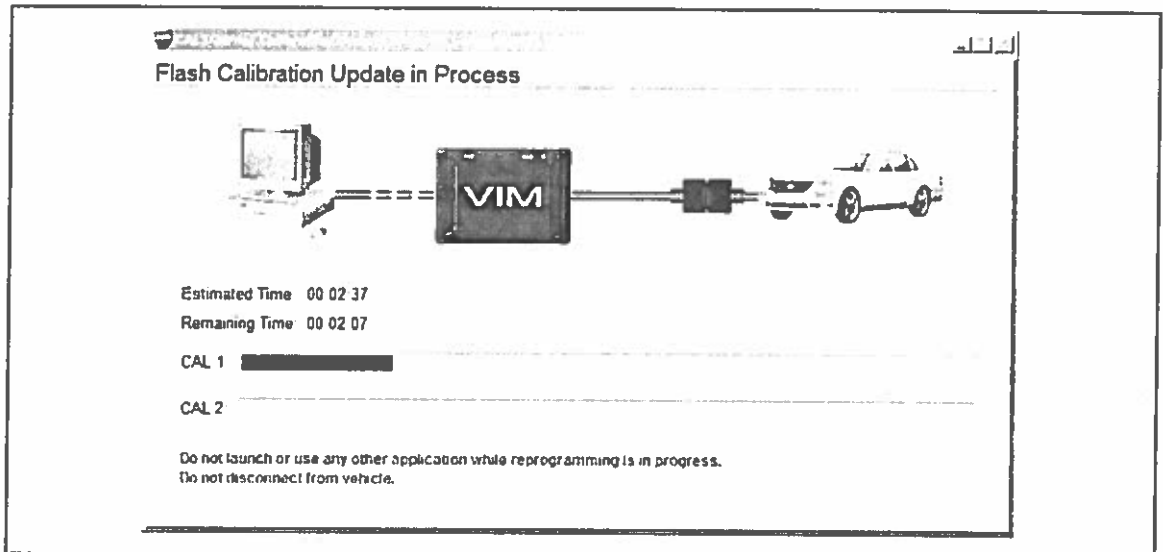 Flash Calibration Update in Process
VIM
Estimated Time 00 02 37
Remaining Time 00 02 07
CAL 1
CAL 2
Do not launch or use any other application while reprogramming is in progress.
Do not disconnect from vehicle.